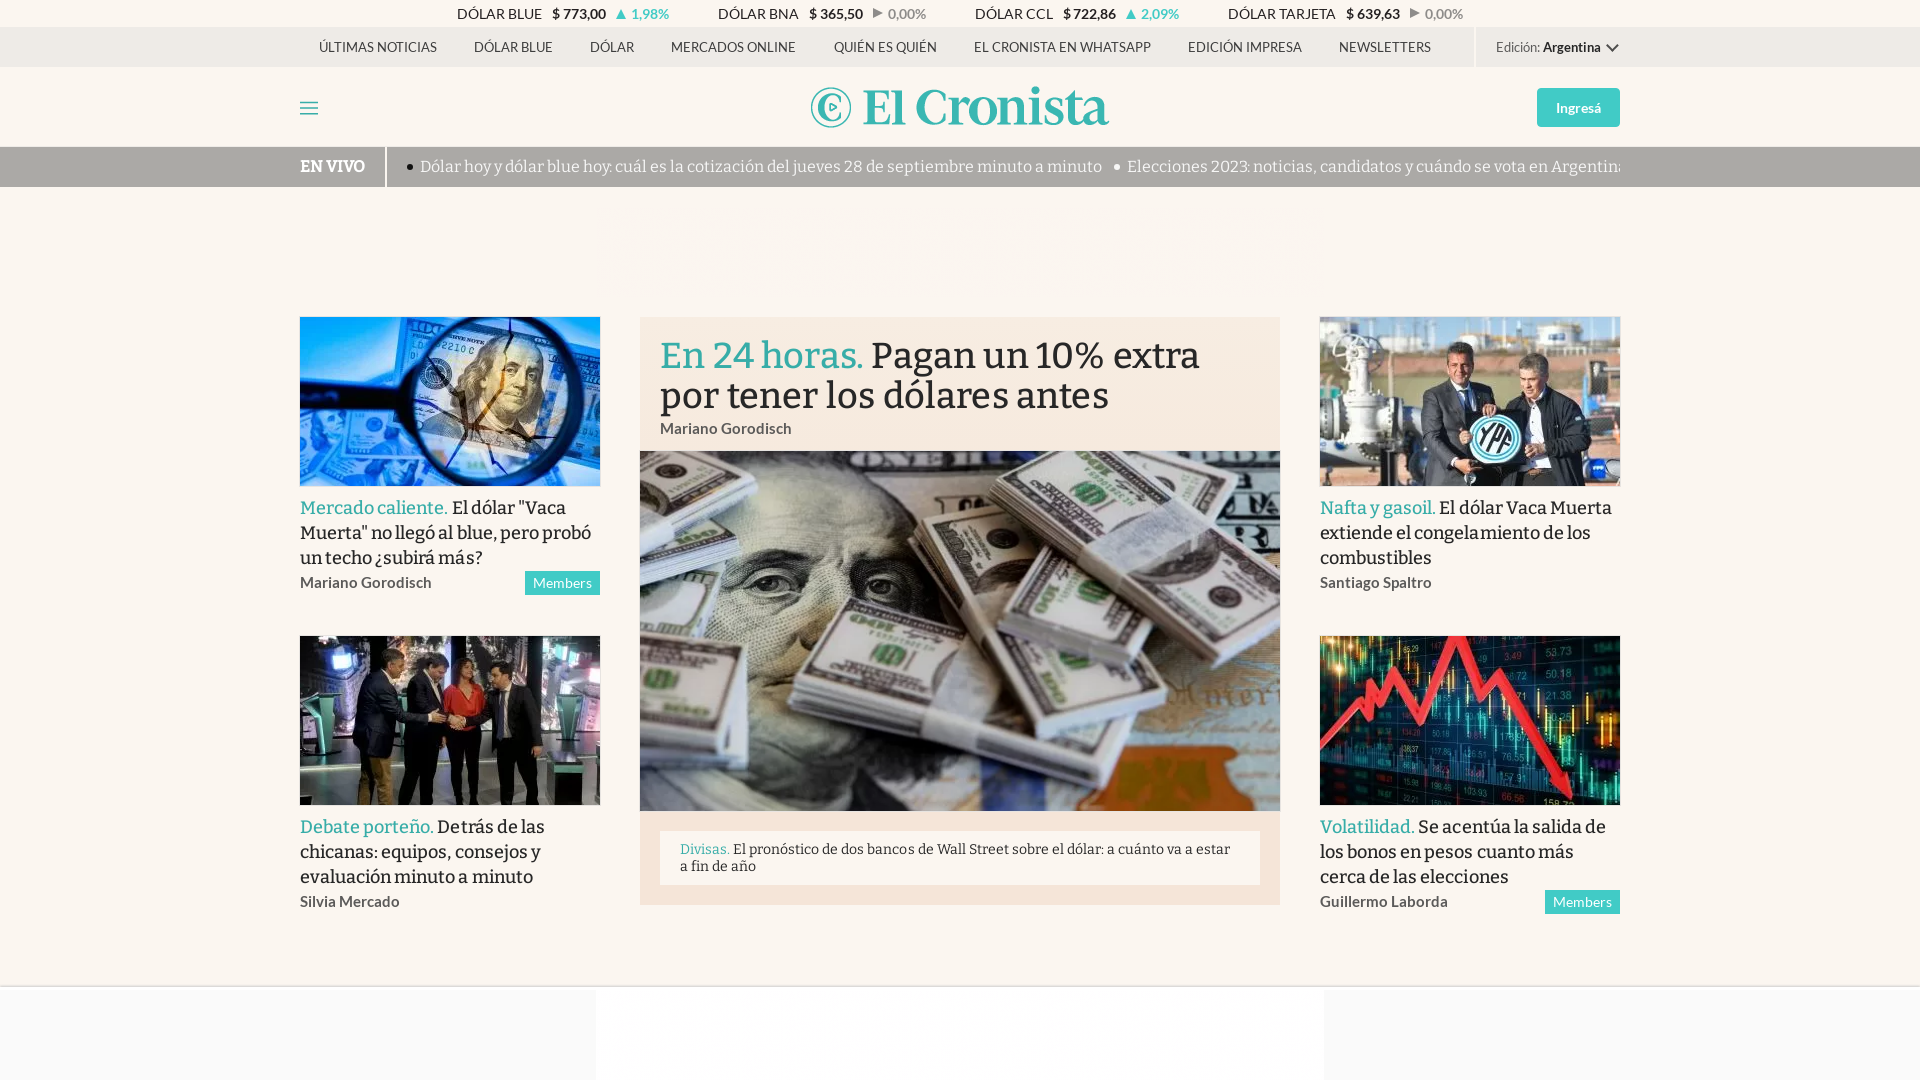 DÓLAR BLUE $ 773,00 1,98% DÓLAR BNA $ 365,50 0,00% DÓLAR CCL $ 722,86 2,09% DÓLAR TARJETA $ 639,63 0,00%
ÚLTIMAS NOTICIAS DÓLAR BLUE DÓLAR MERCADOS ONLINE QUIÉN ES QUIÉN EL CRONISTA EN WHATSAPP EDICIÓN IMPRESA NEWSLETTERS Edición: Argentina
El Cronista
Ingresá
EN VIVO • Dólar hoy y dólar blue hoy: cuál es la cotización del jueves 28 de septiembre minuto a minuto • Elecciones 2023: noticias, candidatos y cuándo se vota en Argentina
Mercado caliente. El dólar "Vaca
Muerta" no llegó al blue, pero probó
un techo ¿subirá más?
Mariano Gorodisch Members
Debate porteño. Detrás de las
chicanas: equipos, consejos y
evaluación minuto a minuto
Silvia Mercado
En 24 horas. Pagan un 10% extra
por tener los dólares antes
Mariano Gorodisch
Divisas. El pronóstico de dos bancos de Wall Street sobre el dólar: a cuánto va a estar
a fin de año
YPF
Nafta y gasoil. El dólar Vaca Muerta
extiende el congelamiento de los
combustibles
Santiago Spaltro
Volatilidad. Se acentúa la salida de
los bonos en pesos cuanto más
cerca de las elecciones
Guillermo Laborda Members